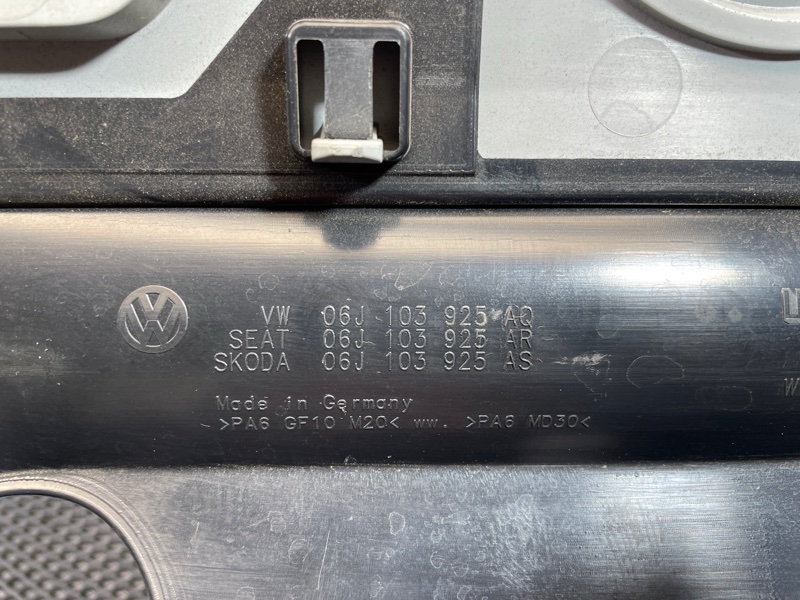 VW 06J 103 925 AQ
SEAT 06J 103 925 AR
SKODA 06J 103 925 AS
Made in Germany
>PA6 GF10 M20< ww. >PA6 MD30<